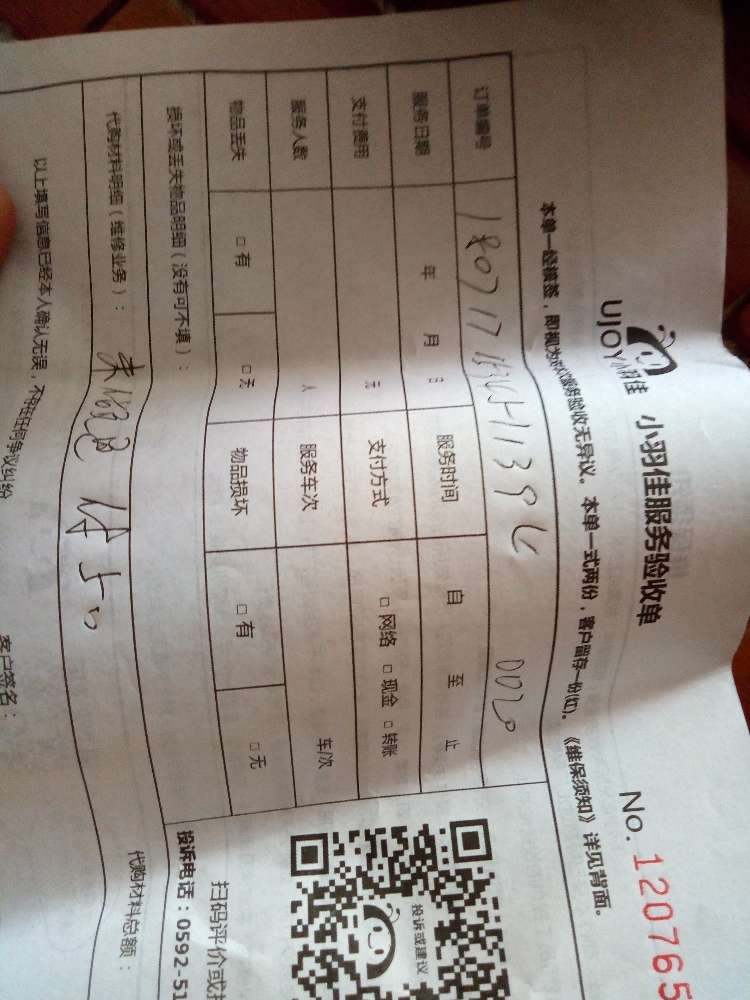 UJOY小羽佳 小羽佳服务验收单 No. 120765
本单一经核签，即视为对次服务验收无异议。本单一式两份，客户留存一份(红)。《维保须知》详见背面。
订单编号 180717 11396 0020
服务日期 年 月 日 服务时间 自 至 止
支付费用 元 支付方式 □ 网络 □ 现金 □ 转账
服务人数 人 服务车次 车/次
物品丢失 □ 有 □ 无 物品损坏 □ 有 □ 无
损坏或丢失物品明细（没有可不填）：
代购材料明细（维修业务）： 代购材料总额：
以上填写信息已经本人确认无误，不存在任何争议纠纷
客户签名：
投诉或建议
扫码评价或
投诉电话：0592-51